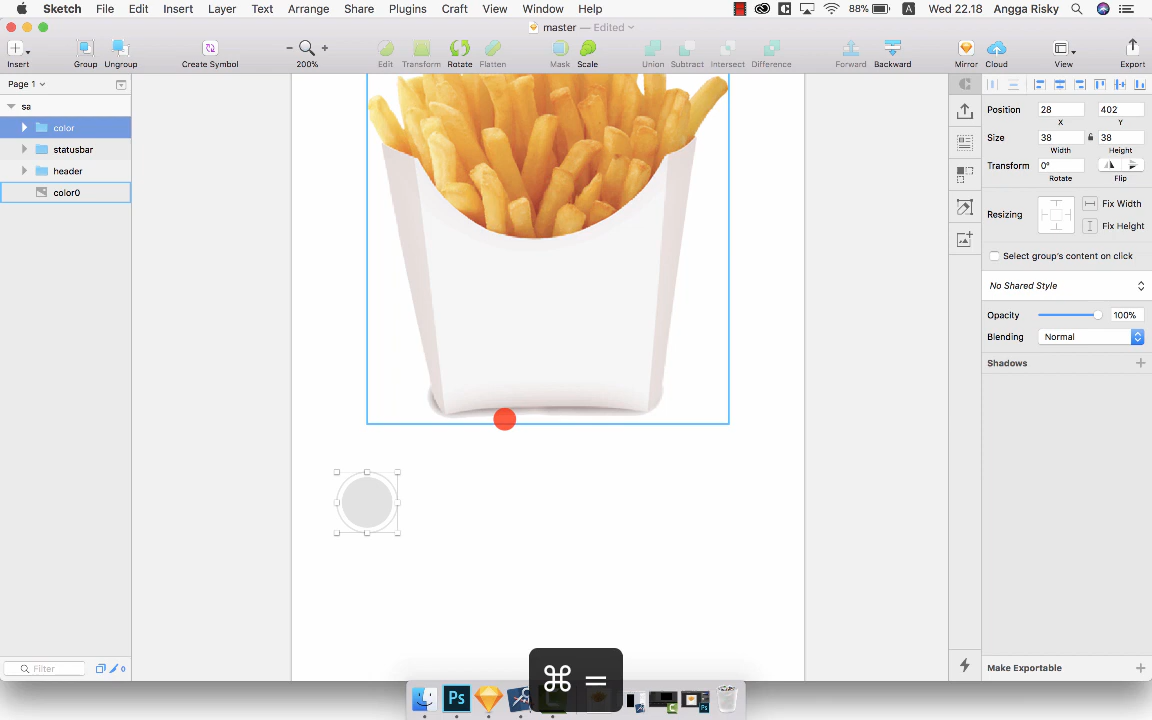 Sketch File Edit Insert Layer Text Arrange Share Plugins Craft View Window Help 88% A Wed 22.18 Angga Risky
master — Edited
Insert Group Ungroup Create Symbol 200% Edit Transform Rotate Flatten Mask Scale Union Subtract Intersect Difference Forward Backward Mirror Cloud View Export
Page 1
sa
color
statusbar
header
color0
Filter
0
Position 28 402
X Y
Size 38 38
Width Height
Transform 0°
Rotate Flip
Resizing Fix Width
Fix Height
Select group's content on click
No Shared Style
Opacity 100%
Blending Normal
Shadows
Make Exportable
⌘ =
Ps